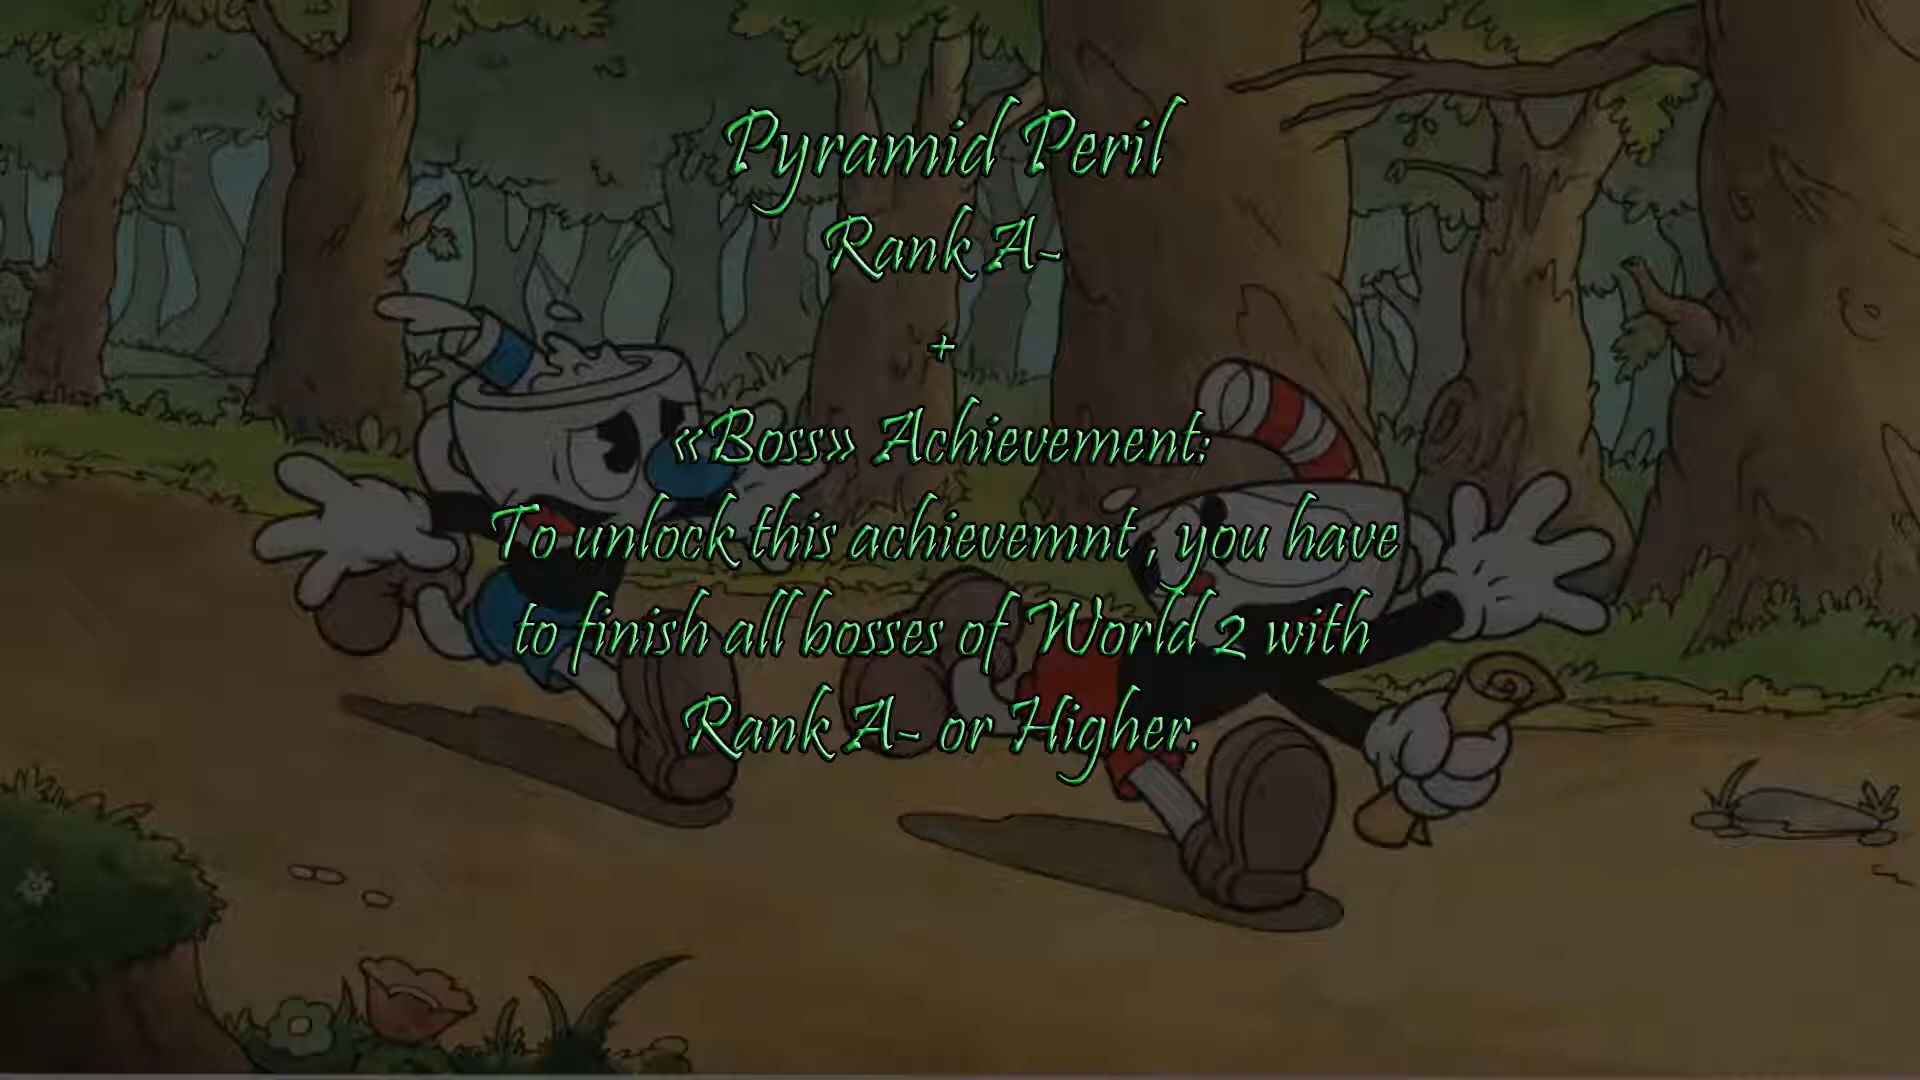 Pyramid Peril
Rank A-
+
«Boss» Achievement:
To unlock this achievemnt , you have
to finish all bosses of World 2 with
Rank A- or Higher.